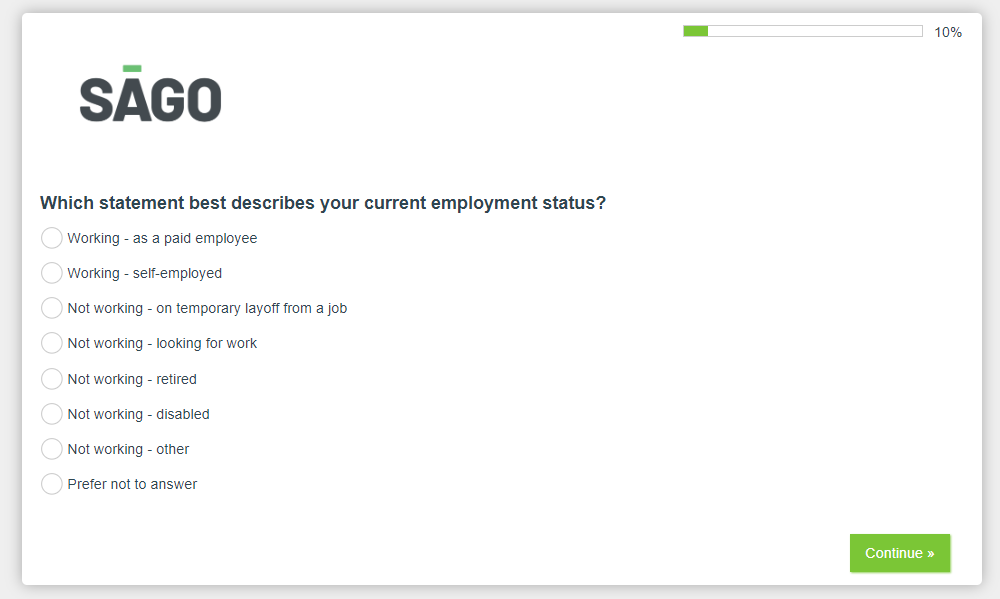 10%
SĀGO
Which statement best describes your current employment status?
Working - as a paid employee
Working - self-employed
Not working - on temporary layoff from a job
Not working - looking for work
Not working - retired
Not working - disabled
Not working - other
Prefer not to answer
Continue »